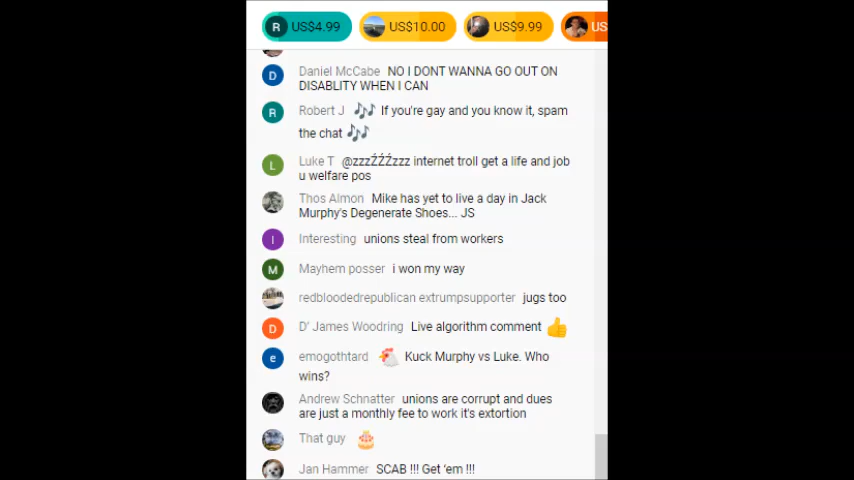 R US$4.99 US$10.00 US$9.99 US
D Daniel McCabe NO I DONT WANNA GO OUT ON
DISABLITY WHEN I CAN
R Robert J 🎶 If you're gay and you know it, spam
the chat 🎶
L Luke T @zzzŹŹŹzzz internet troll get a life and job
u welfare pos
Thos Almon Mike has yet to live a day in Jack
Murphy's Degenerate Shoes... JS
I Interesting unions steal from workers
M Mayhem posser i won my way
redbloodedrepublican extrumpsupporter jugs too
D D' James Woodring Live algorithm comment 👍
e emogothtard 🐔 Kuck Murphy vs Luke. Who
wins?
Andrew Schnatter unions are corrupt and dues
are just a monthly fee to work it's extortion
That guy 🎂
Jan Hammer SCAB !!! Get 'em !!!